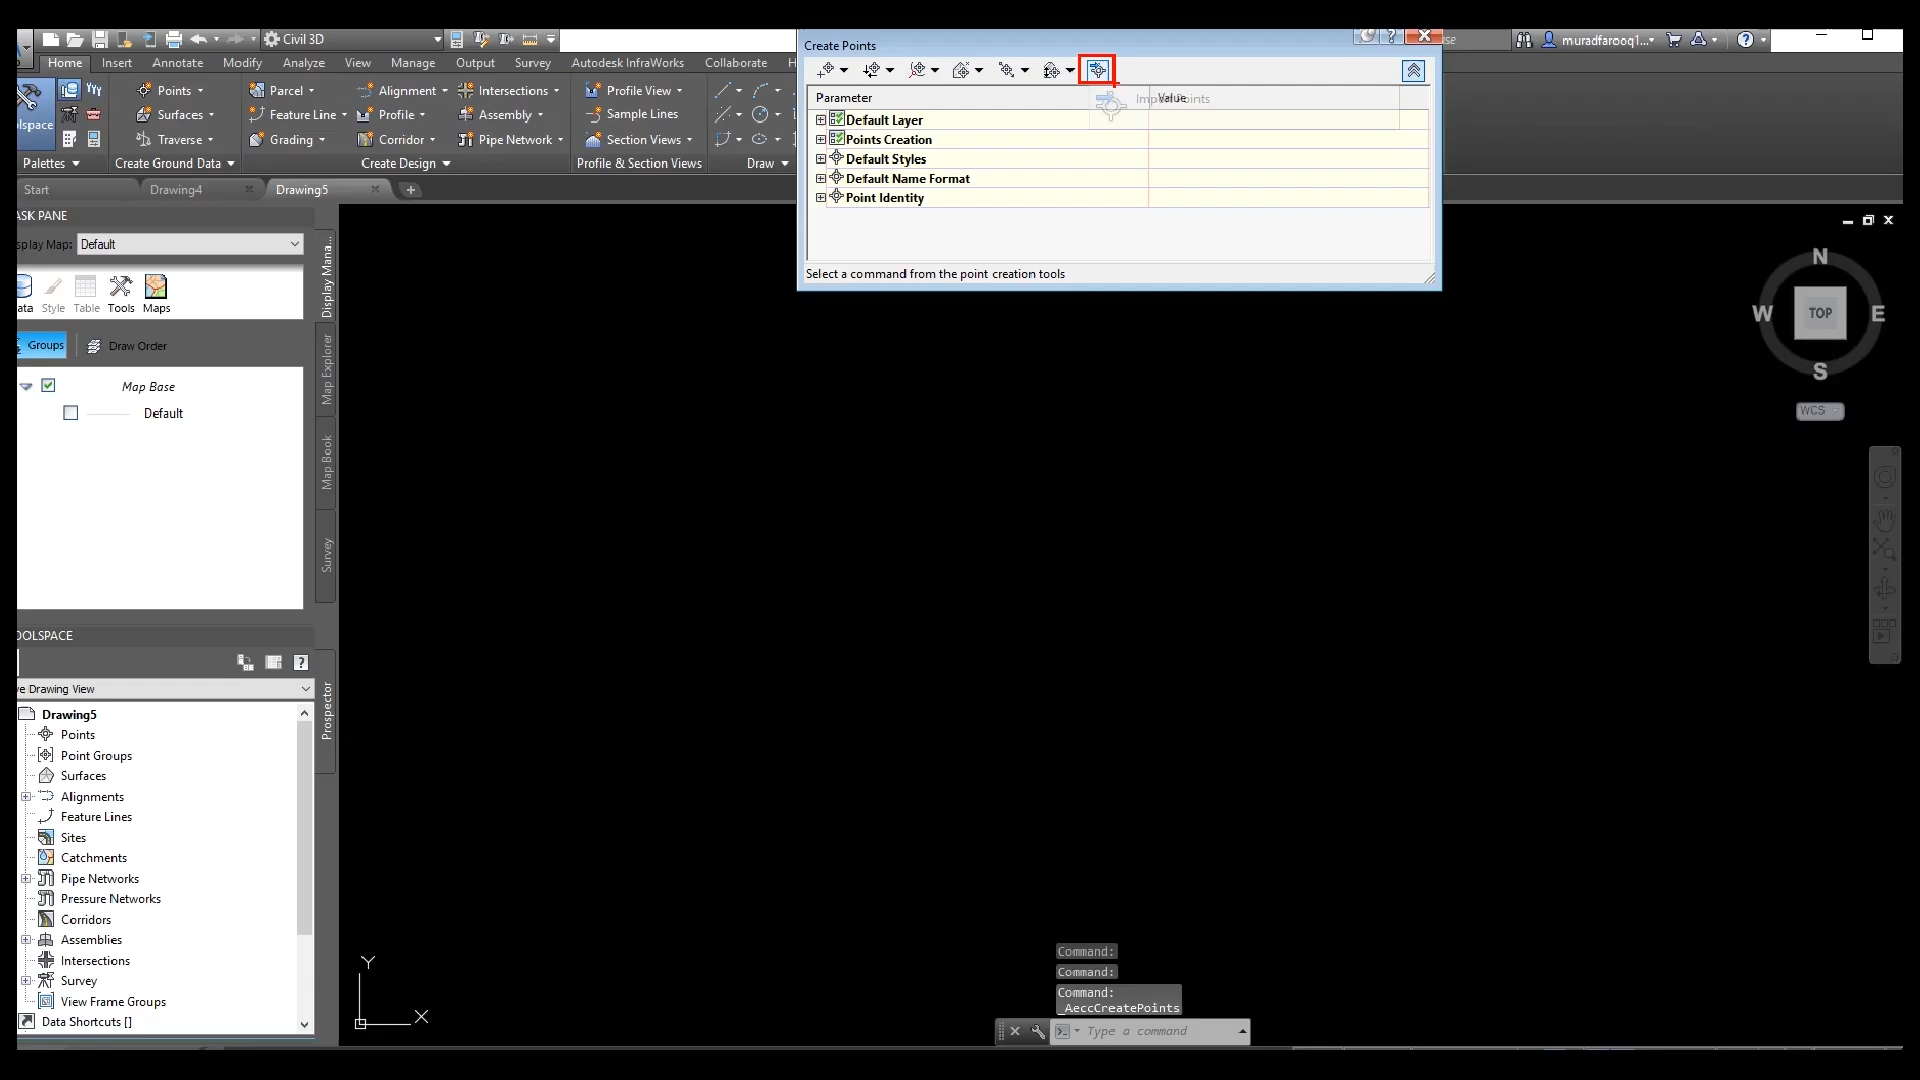 Civil 3D
Create Points
muradfarooq1...
Home Insert Annotate Modify Analyze View Manage Output Survey Autodesk InfraWorks Collaborate
Points Parcel Alignment Intersections Profile View
Surfaces Feature Line Profile Assembly Sample Lines
Traverse Grading Corridor Pipe Network Section Views
Palettes Create Ground Data Create Design Profile & Section Views Draw
Parameter Value
Import Points
Default Layer
Points Creation
Default Styles
Default Name Format
Point Identity
Select a command from the point creation tools
Start Drawing4 Drawing5
ASK PANE
splay Map: Default
ata Style Table Tools Maps
Groups Draw Order
Map Base
Default
Display Mana...
Map Explorer
Map Book
Survey
N
W TOP E
S
WCS
OOLSPACE
ve Drawing View
Prospector
Drawing5
Points
Point Groups
Surfaces
Alignments
Feature Lines
Sites
Catchments
Pipe Networks
Pressure Networks
Corridors
Assemblies
Intersections
Survey
View Frame Groups
Data Shortcuts []
Y
X
Command:
Command:
Command:
_AeccCreatePoints
Type a command